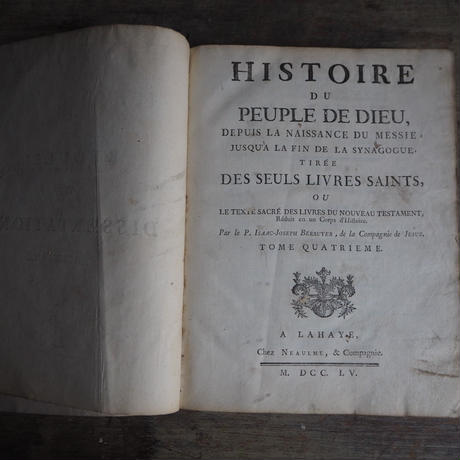 HISTOIRE
DU
PEUPLE DE DIEU,
DEPUIS LA NAISSANCE DU MESSIE
JUSQU'A LA FIN DE LA SYNAGOGUE,
TIRÉE
DES SEULS LIVRES SAINTS,
OU
LE TEXTE SACRÉ DES LIVRES DU NOUVEAU TESTAMENT,
Réduit en un Corps d'Histoire.
Par le P. ISAAC-JOSEPH BERRUYER, de la Compagnie de JESUS.
TOME QUATRIEME.
A LAHAYE,
Chez NEAULME, & Compagnie.
M. DCC. LV.